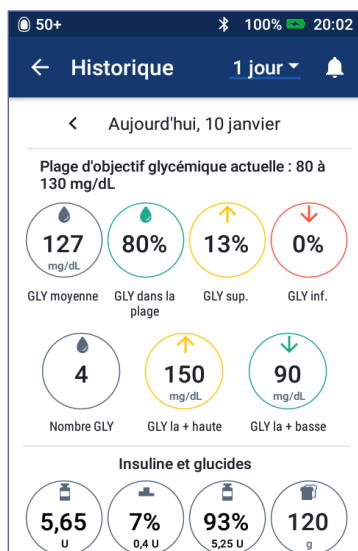 50+ 100% 20:02
Historique 1 jour
Aujourd'hui, 10 janvier
Plage d'objectif glycémique actuelle : 80 à
130 mg/dL
127 80% 13% 0%
mg/dL
GLY moyenne GLY dans la GLY sup. GLY inf.
plage
4 150 90
mg/dL mg/dL
Nombre GLY GLY la + haute GLY la + basse
Insuline et glucides
5,65 7% 93% 120
U 0,4 U 5,25 U g